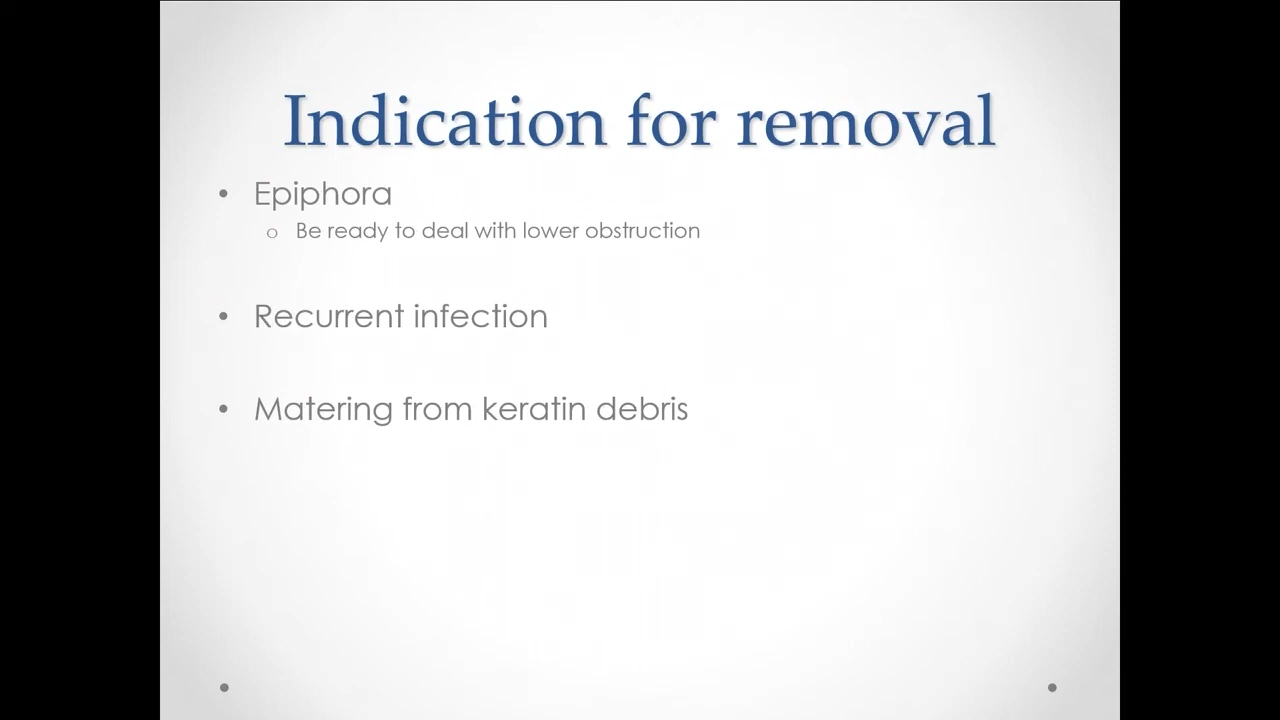 Indication for removal
• Epiphora
o Be ready to deal with lower obstruction
• Recurrent infection
• Matering from keratin debris